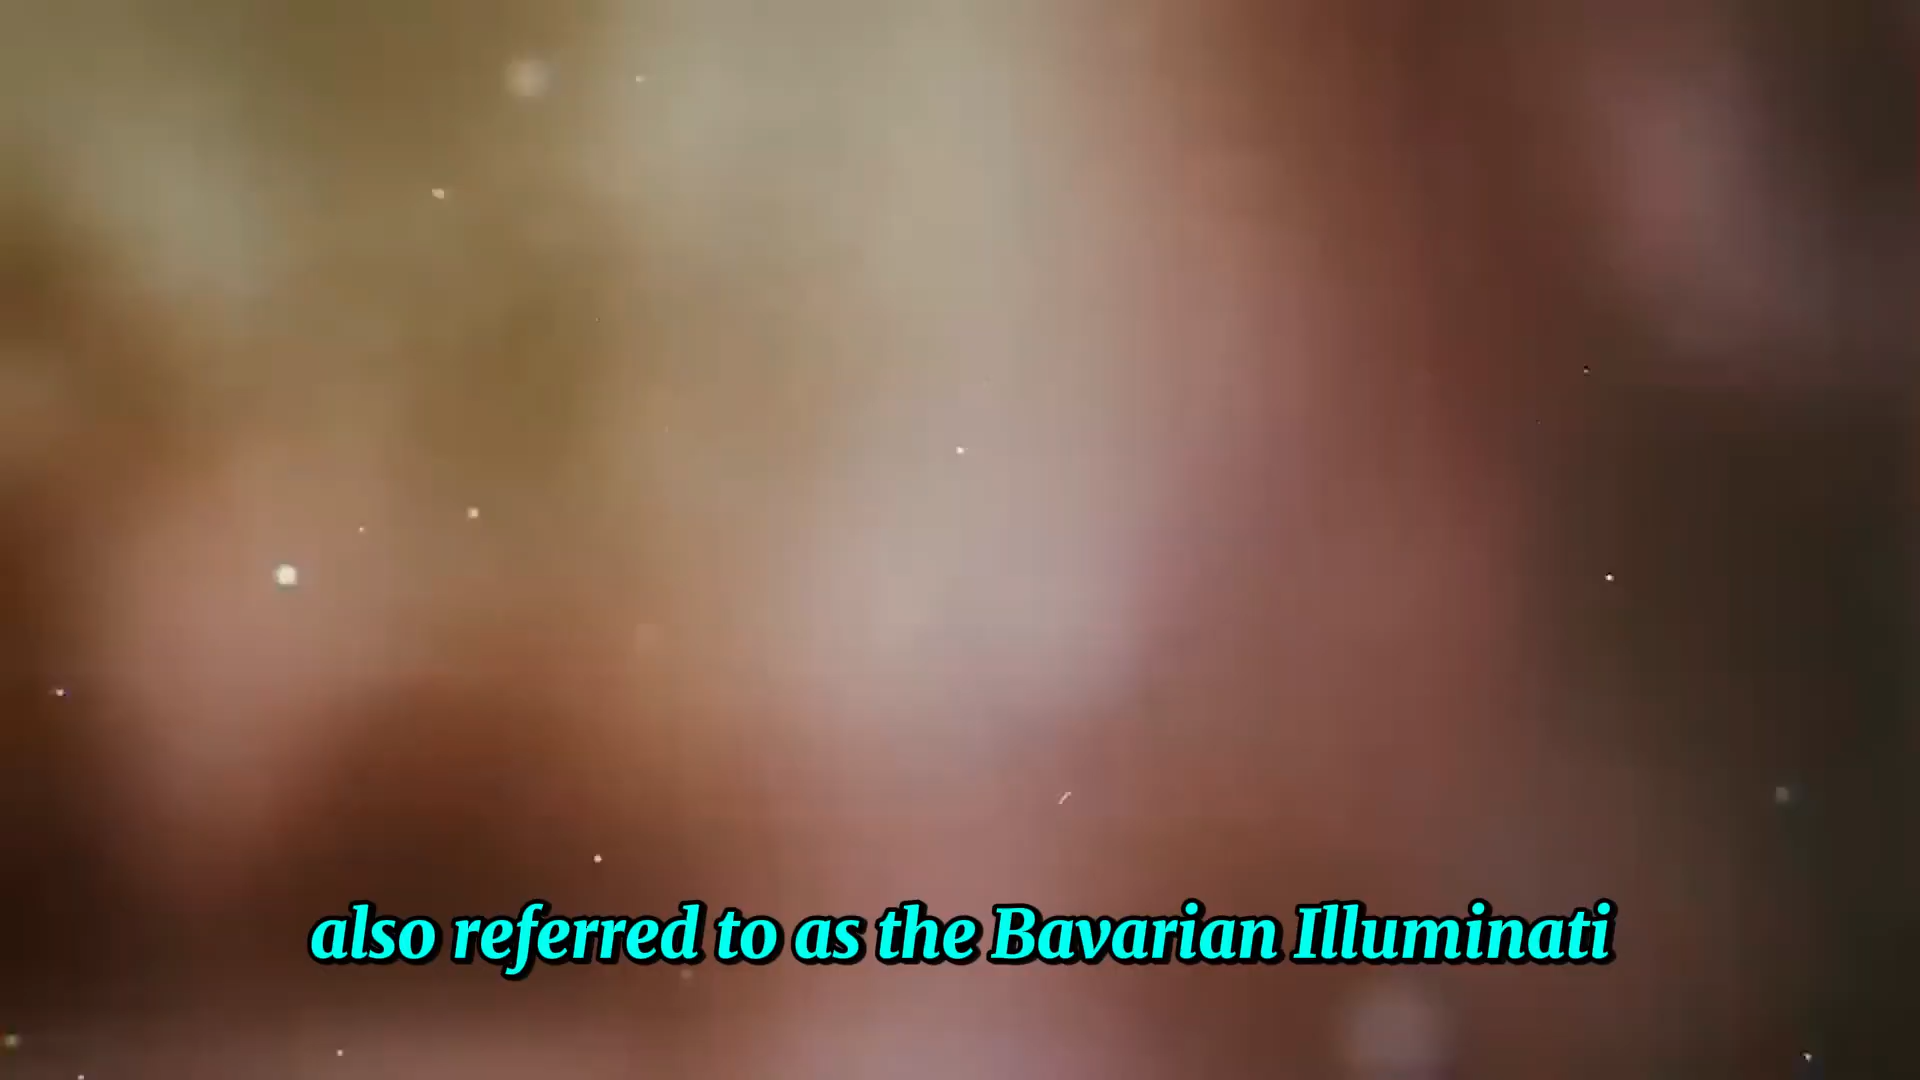 also referred to as the Bavarian Illuminati